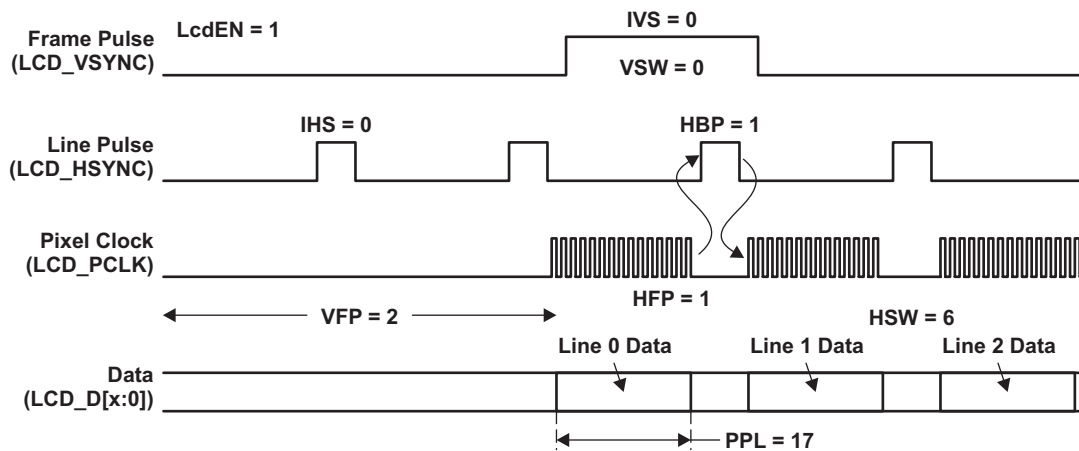 LcdEN = 1
IVS = 0
Frame Pulse
(LCD_VSYNC)
VSW = 0
IHS = 0
HBP = 1
Line Pulse
(LCD_HSYNC)
Pixel Clock
(LCD_PCLK)
HFP = 1
VFP = 2
HSW = 6
Line 0 Data
Line 1 Data
Line 2 Data
Data
(LCD_D[x:0])
PPL = 17